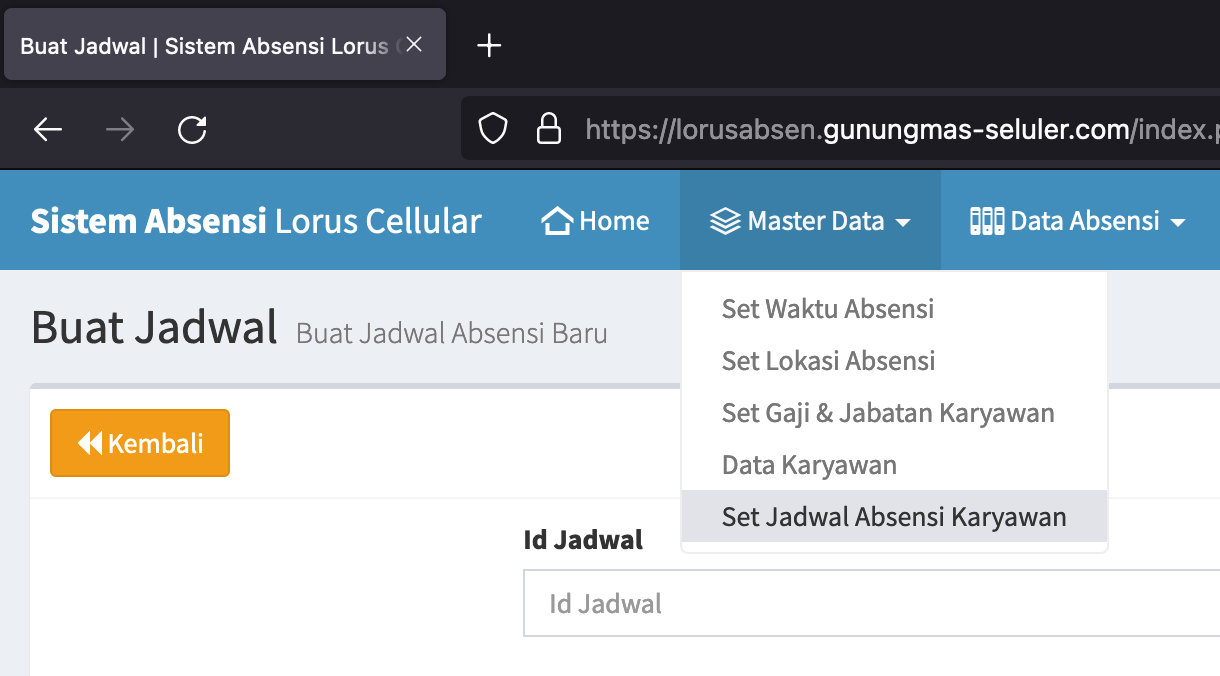 Buat Jadwal | Sistem Absensi Lorus
https://lorusabsen.gunungmas-seluler.com/index.
Sistem Absensi Lorus Cellular
Home
Master Data
Data Absensi
Set Waktu Absensi
Set Lokasi Absensi
Set Gaji & Jabatan Karyawan
Data Karyawan
Set Jadwal Absensi Karyawan
Buat Jadwal Buat Jadwal Absensi Baru
Kembali
Id Jadwal
Id Jadwal